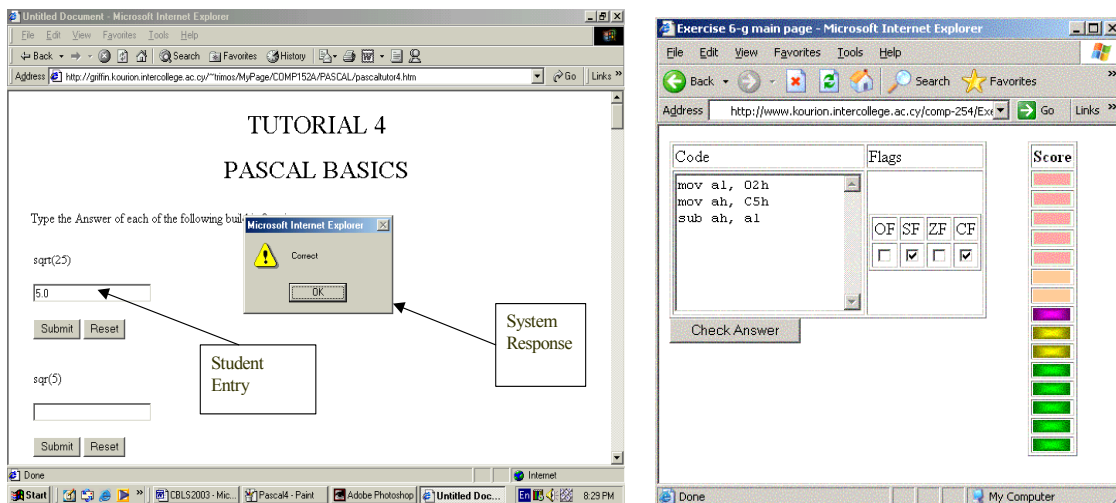 Untitled Document - Microsoft Internet Explorer
File Edit View Favorites Tools Help
Back Search Favorites History
Address http://griffin.kourion.intercollege.ac.cy/~trimos/MyPage/COMP152A/PASCAL/pascaltutor4.htm Go Links »
TUTORIAL 4
PASCAL BASICS
Type the Answer of each of the following
Microsoft Internet Explorer
Correct
OK
sqrt(25)
5.0
Submit Reset
Student
Entry
System
Response
sqr(5)
Submit Reset
Done Internet
Start » CBLS2003 - Mic... Pascal4 - Paint Adobe Photoshop Untitled Doc... En 8:29 PM
Exercise 6-g main page - Microsoft Internet Explorer
File Edit View Favorites Tools Help
Back Search Favorites »
Address http://www.kourion.intercollege.ac.cy/comp-254/Exe Go Links »
Code Flags Score
mov al, 02h
mov ah, C5h
sub ah, al
OF SF ZF CF
Check Answer
Done My Computer